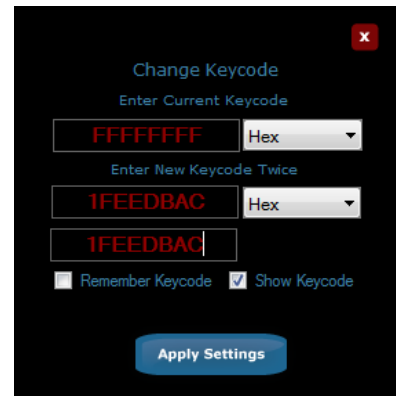 x
Change Keycode
Enter Current Keycode
FFFFFFFF Hex
Enter New Keycode Twice
1FEEDBAC Hex
1FEEDBAC
Remember Keycode Show Keycode
Apply Settings